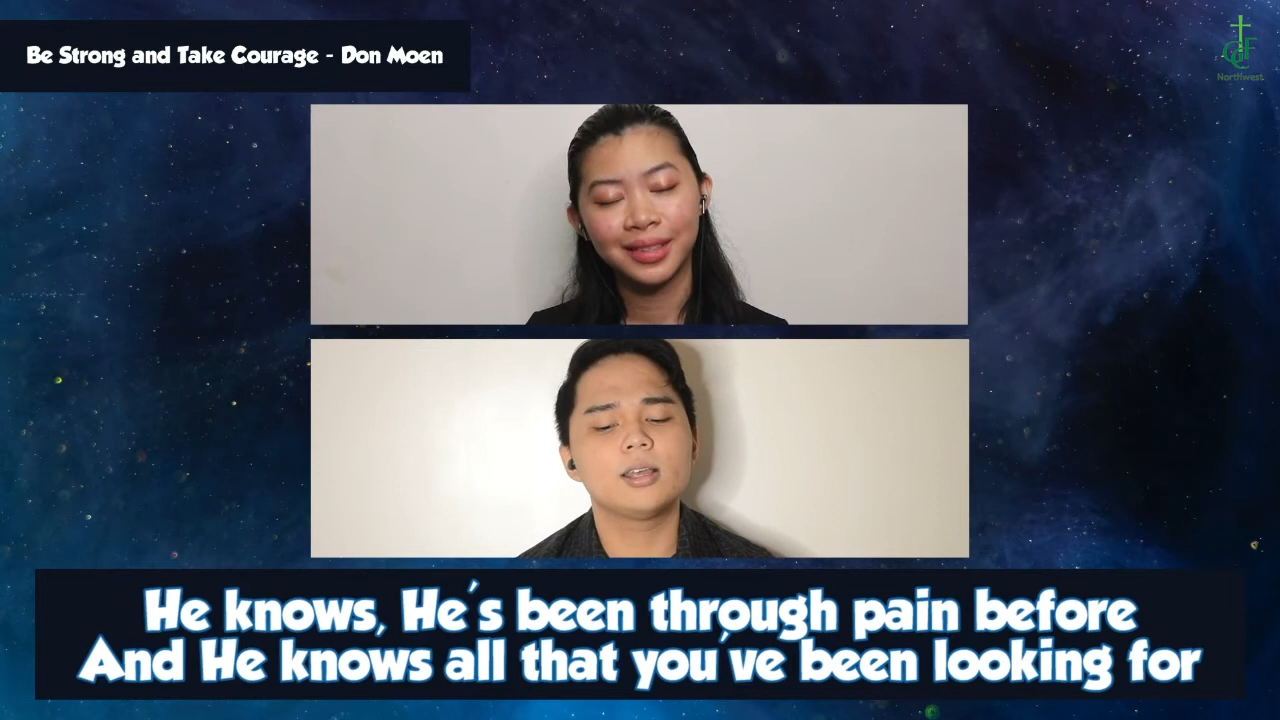 Be Strong and Take Courage - Don Moen
Northwest
He knows, He's been through pain before
And He knows all that you've been looking for